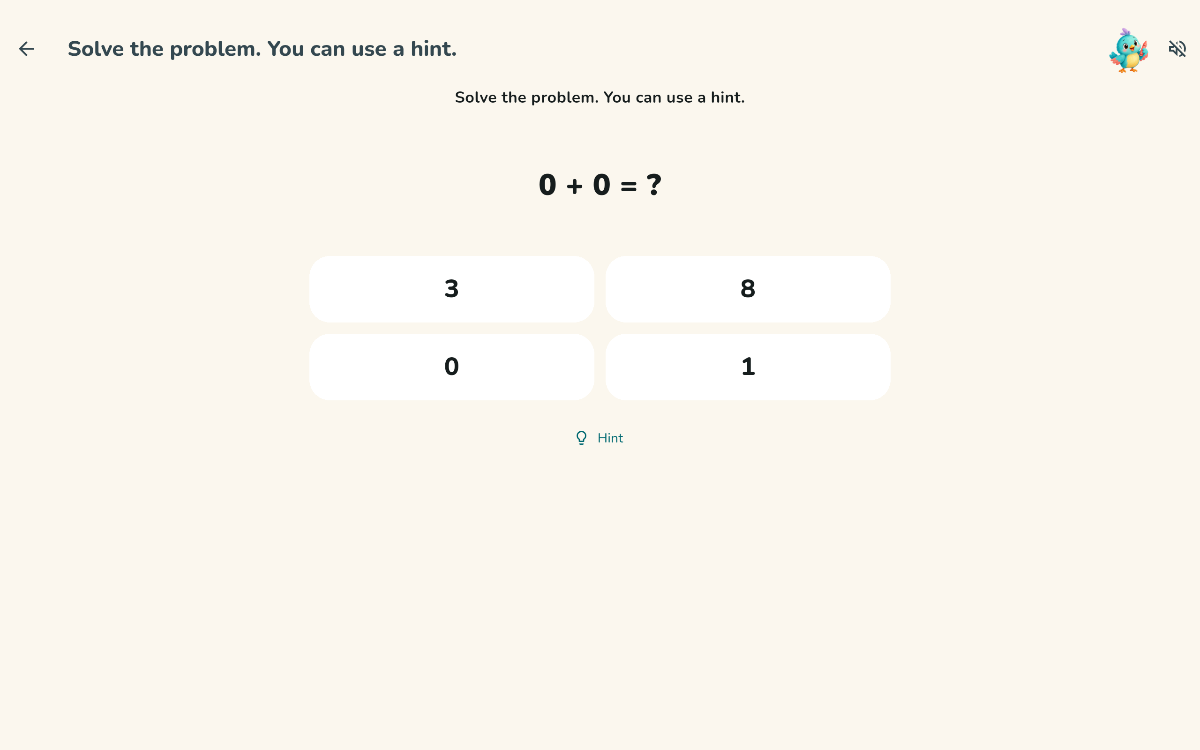 Solve the problem. You can use a hint.
Solve the problem. You can use a hint.
0 + 0 = ?
3
8
0
1
Hint